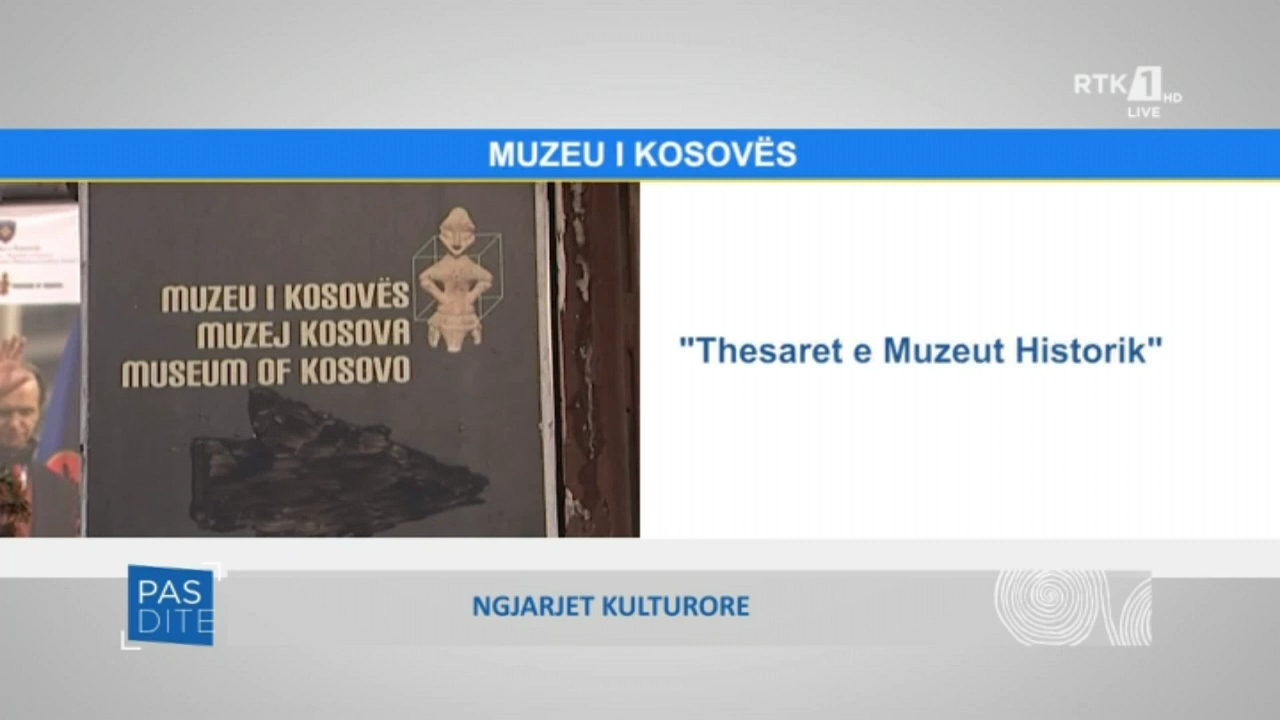 RTK 1 HD
LIVE
MUZEU I KOSOVËS
MUZEU I KOSOVËS
MUZEJ KOSOVA
MUSEUM OF KOSOVO
"Thesaret e Muzeut Historik"
PAS
DITE
NGJARJET KULTURORE